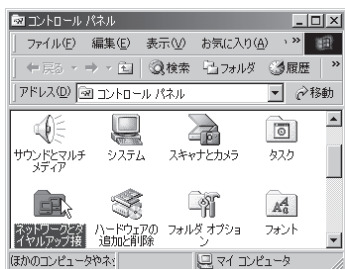 コントロール パネル
ファイル(F) 編集(E) 表示(V) お気に入り(A) »
戻る 検索 フォルダ 履歴 »
アドレス(D) コントロール パネル 移動
サウンドとマルチ
メディア
システム
スキャナとカメラ
タスク
ネットワークとダ
イヤルアップ接
ハードウェアの
追加と削除
フォルダ オプショ
ン
フォント
(ほかのコンピュータやネ
マイ コンピュータ